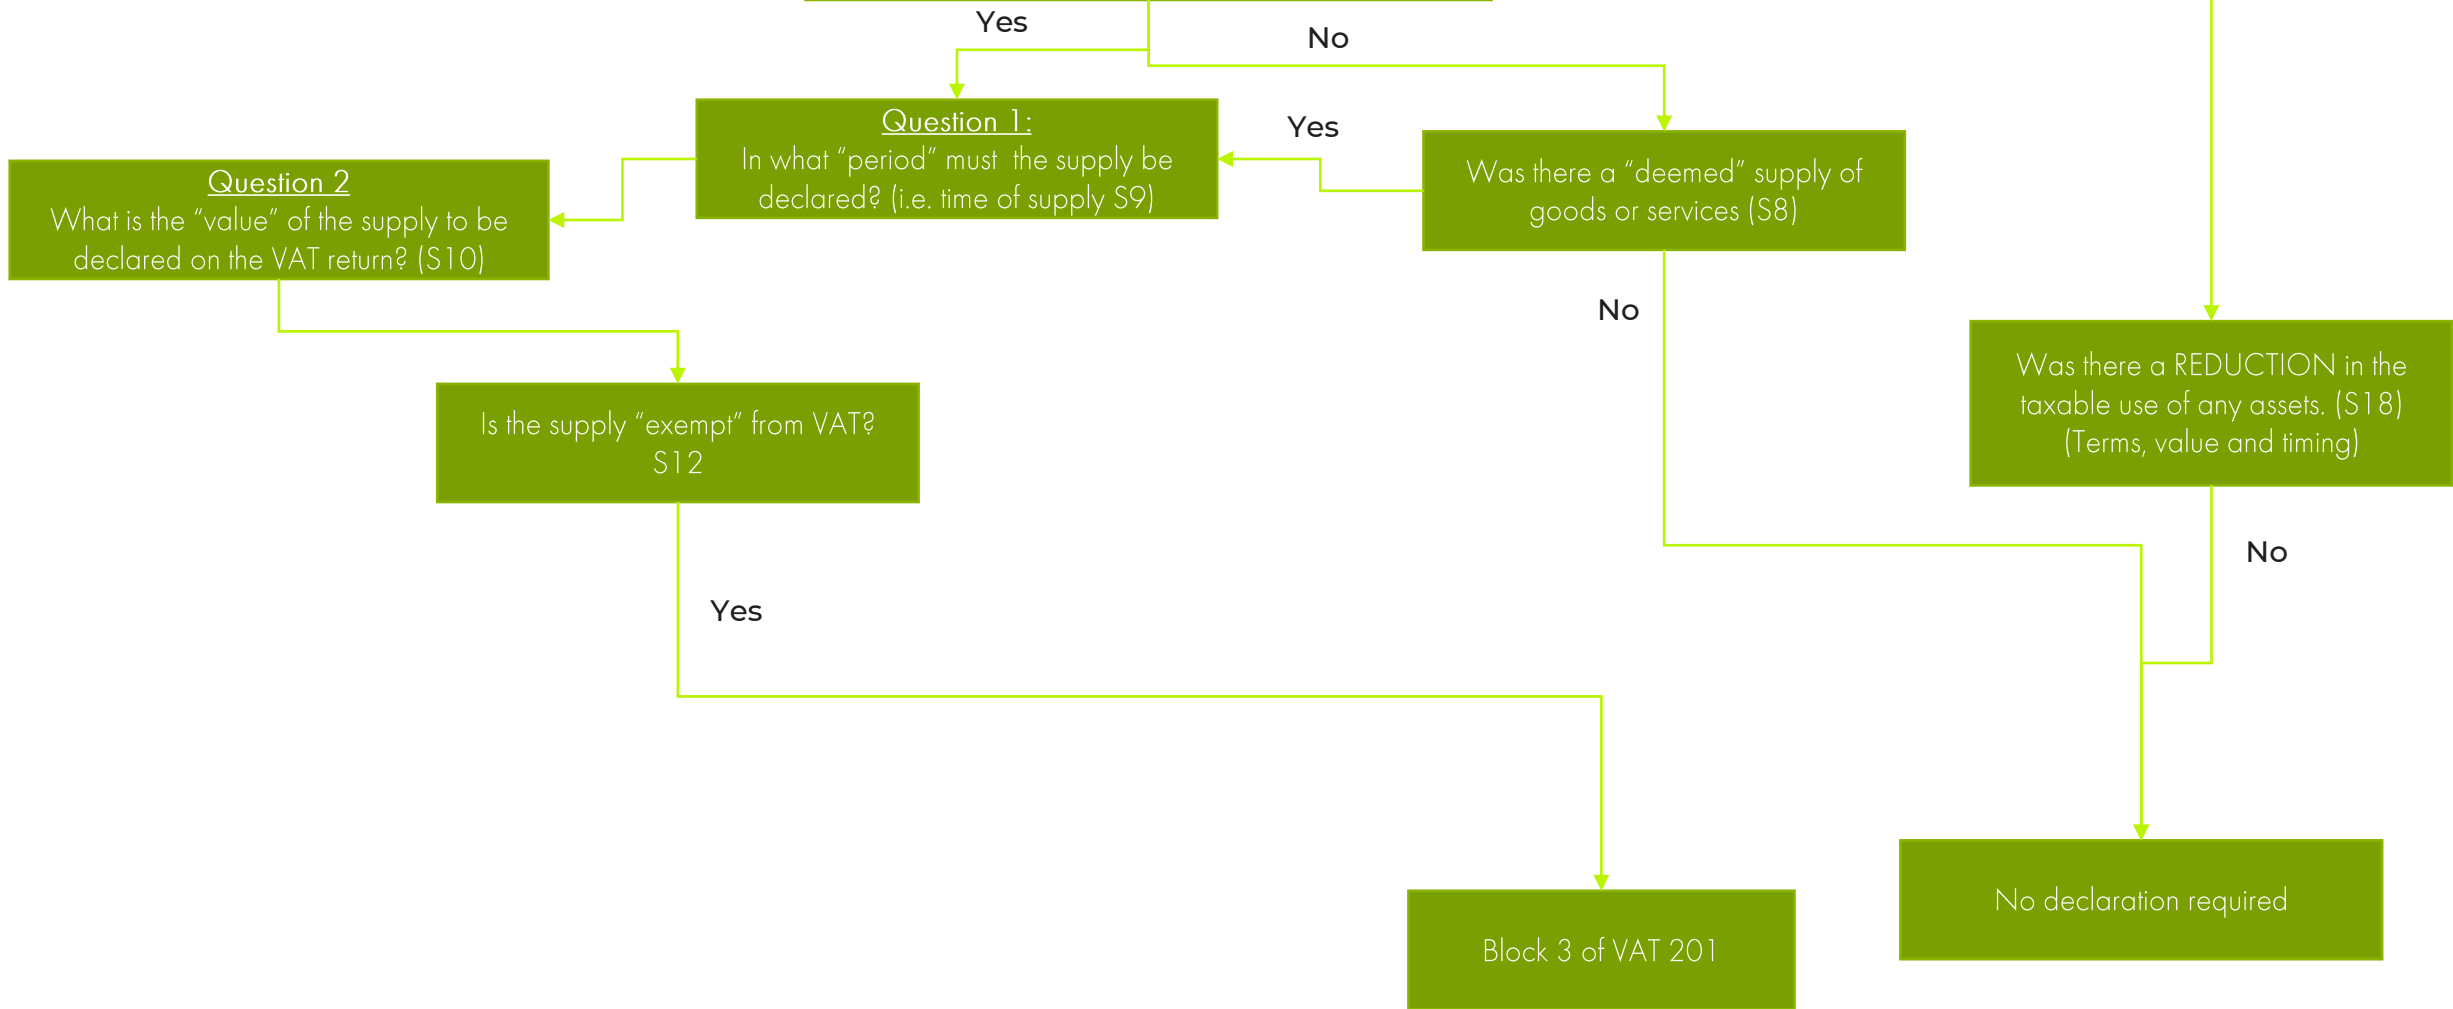 Yes
No
Question 1:
In what “period” must  the supply be
declared? (i.e. time of supply S9)
Yes
Was there a “deemed” supply of
goods or services (S8)
Question 2
What is the “value” of the supply to be
declared on the VAT return? (S10)
No
Was there a REDUCTION in the
taxable use of any assets. (S18)
(Terms, value and timing)
Is the supply “exempt” from VAT?
S12
No
Yes
No declaration required
Block 3 of VAT 201